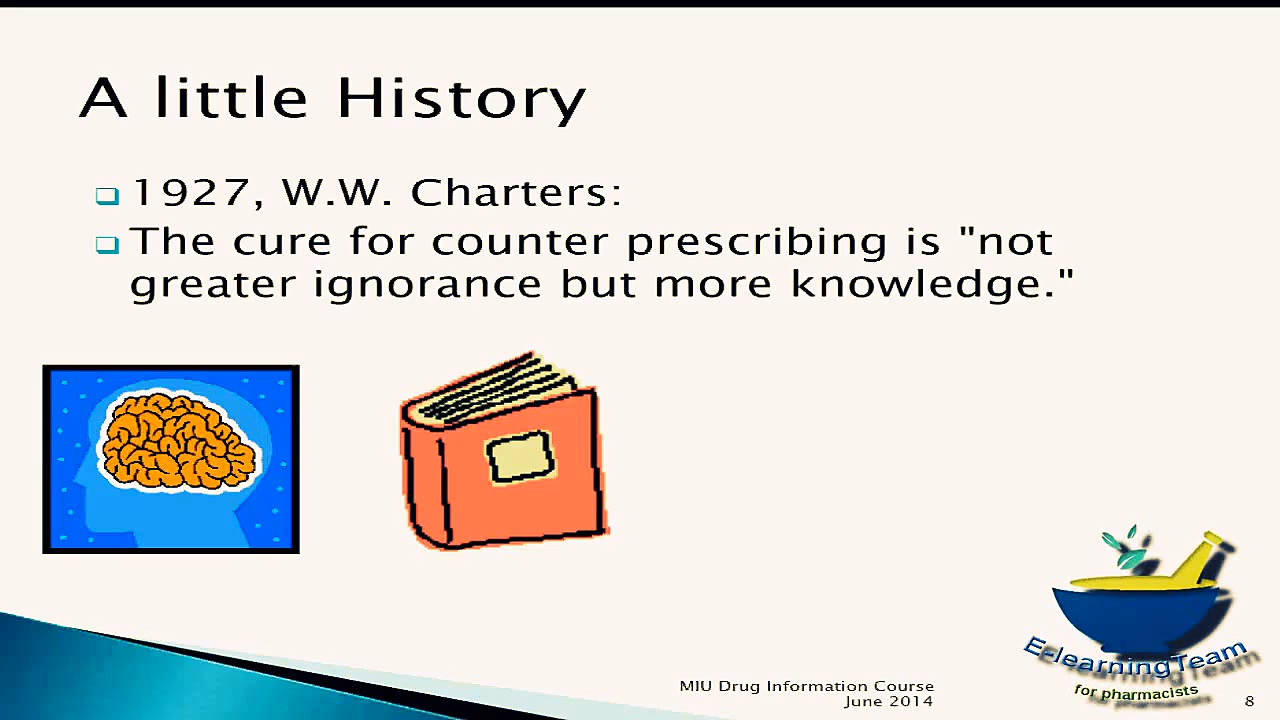 A little History
1927, W.W. Charters:
The cure for counter prescribing is "not
greater ignorance but more knowledge."
E-learningTeam
for pharmacists
MIU Drug Information Course
June 2014
8